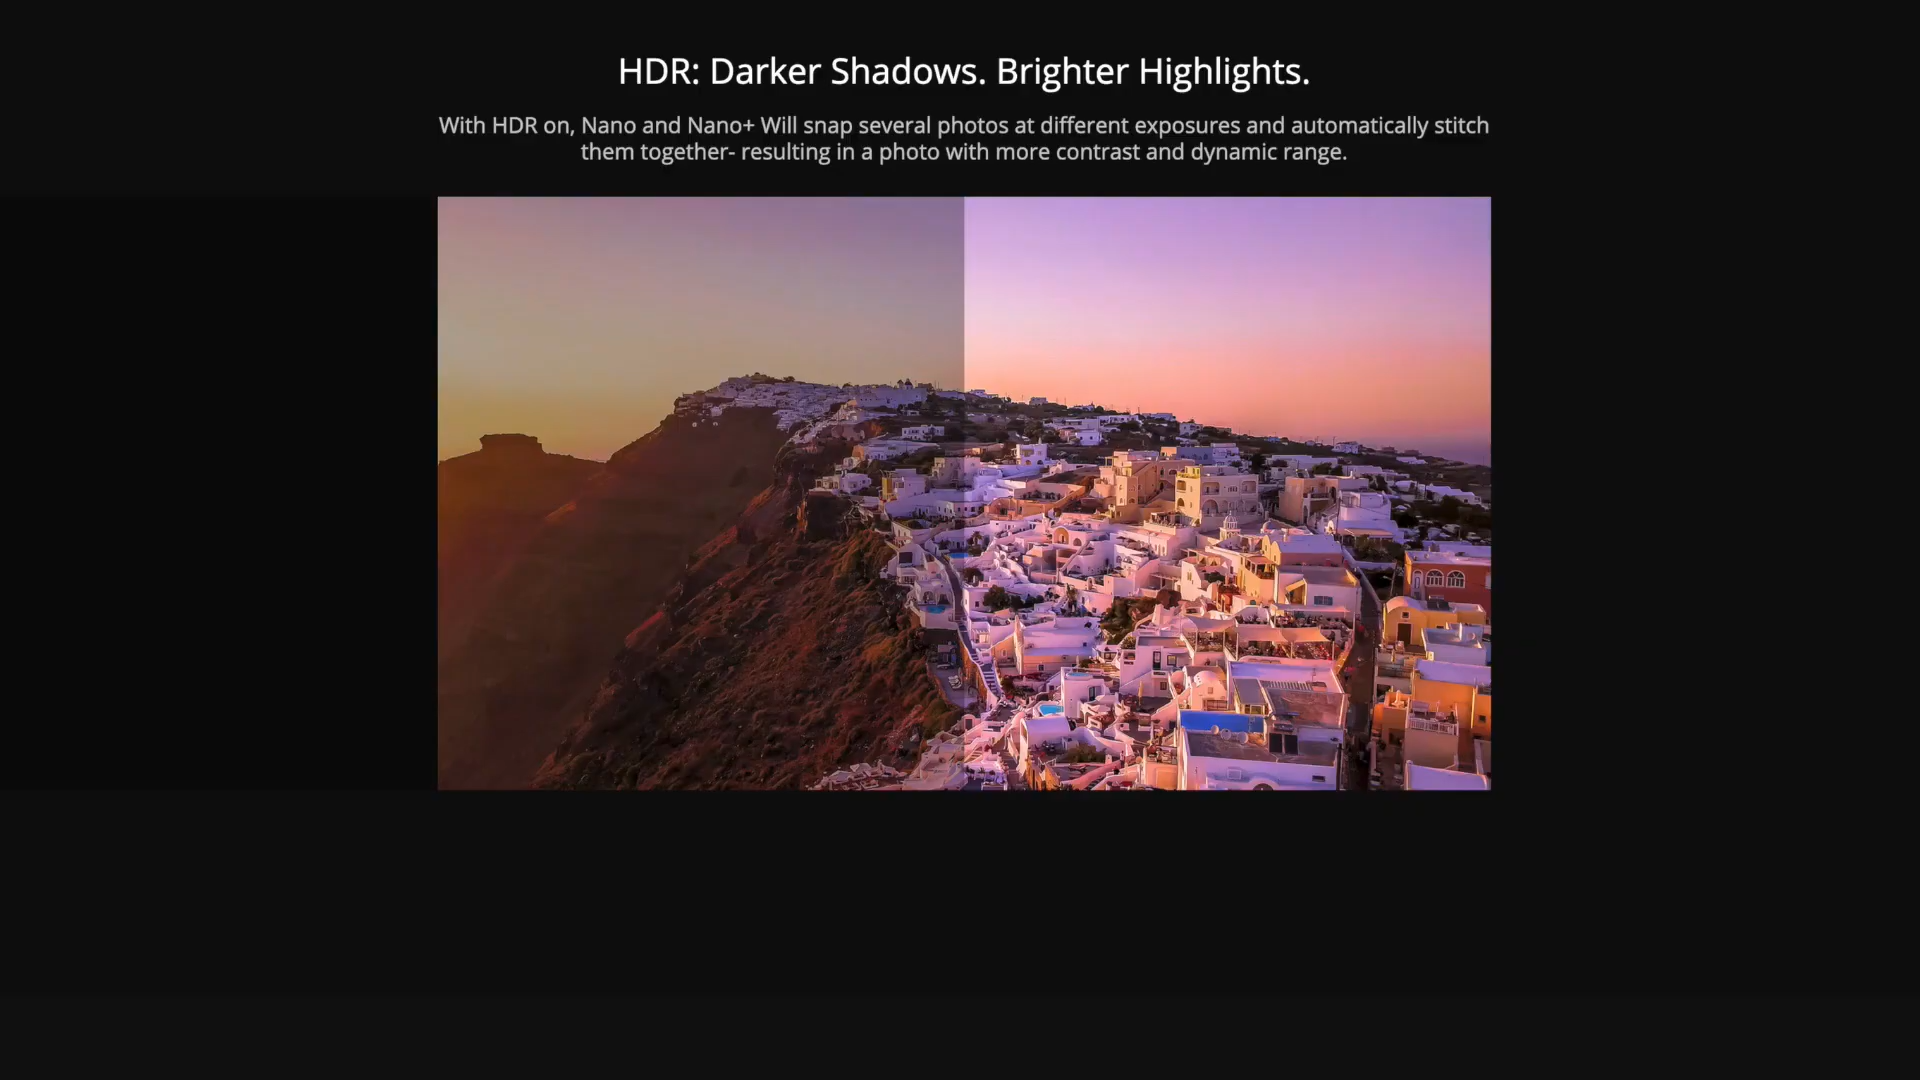 HDR: Darker Shadows. Brighter Highlights.
With HDR on, Nano and Nano+ Will snap several photos at different exposures and automatically stitch
them together- resulting in a photo with more contrast and dynamic range.